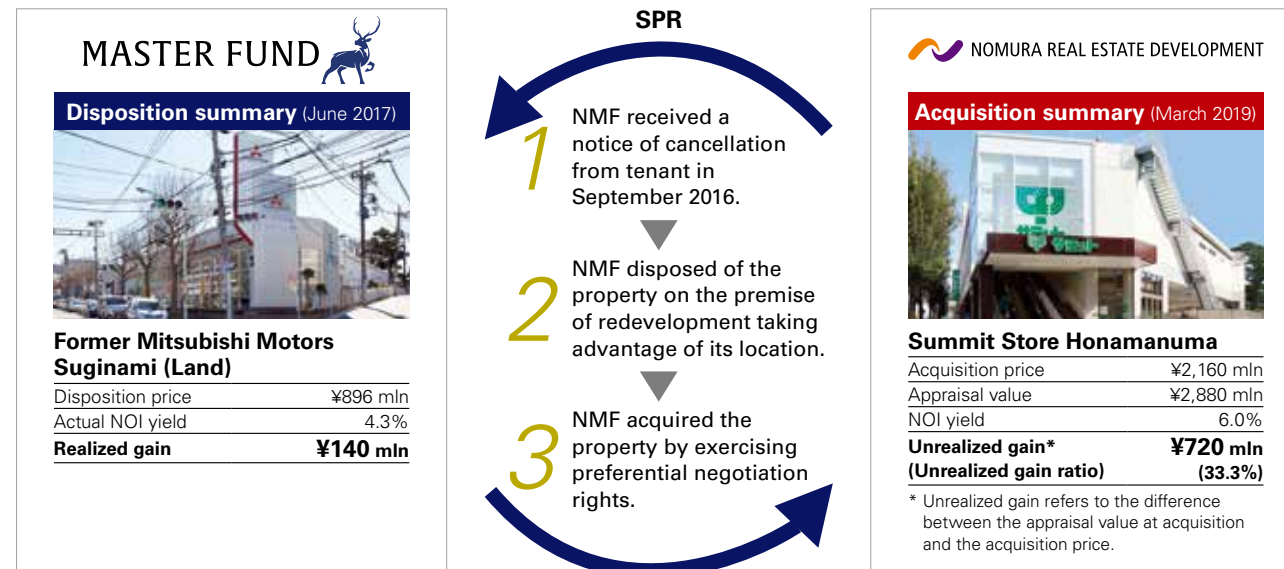 MASTER FUND
Disposition summary (June 2017)
Former Mitsubishi Motors
Suginami (Land)
Disposition price ¥896 mln
Actual NOI yield 4.3%
Realized gain ¥140 mln
SPR
1
NMF received a
notice of cancellation
from tenant in
September 2016.
2
NMF disposed of the
property on the premise
of redevelopment taking
advantage of its location.
3
NMF acquired the
property by exercising
preferential negotiation
rights.
NOMURA REAL ESTATE DEVELOPMENT
Acquisition summary (March 2019)
サミット
Summit Store Honamanuma
Acquisition price ¥2,160 mln
Appraisal value ¥2,880 mln
NOI yield 6.0%
Unrealized gain* ¥720 mln
(Unrealized gain ratio) (33.3%)
* Unrealized gain refers to the difference
between the appraisal value at acquisition
and the acquisition price.